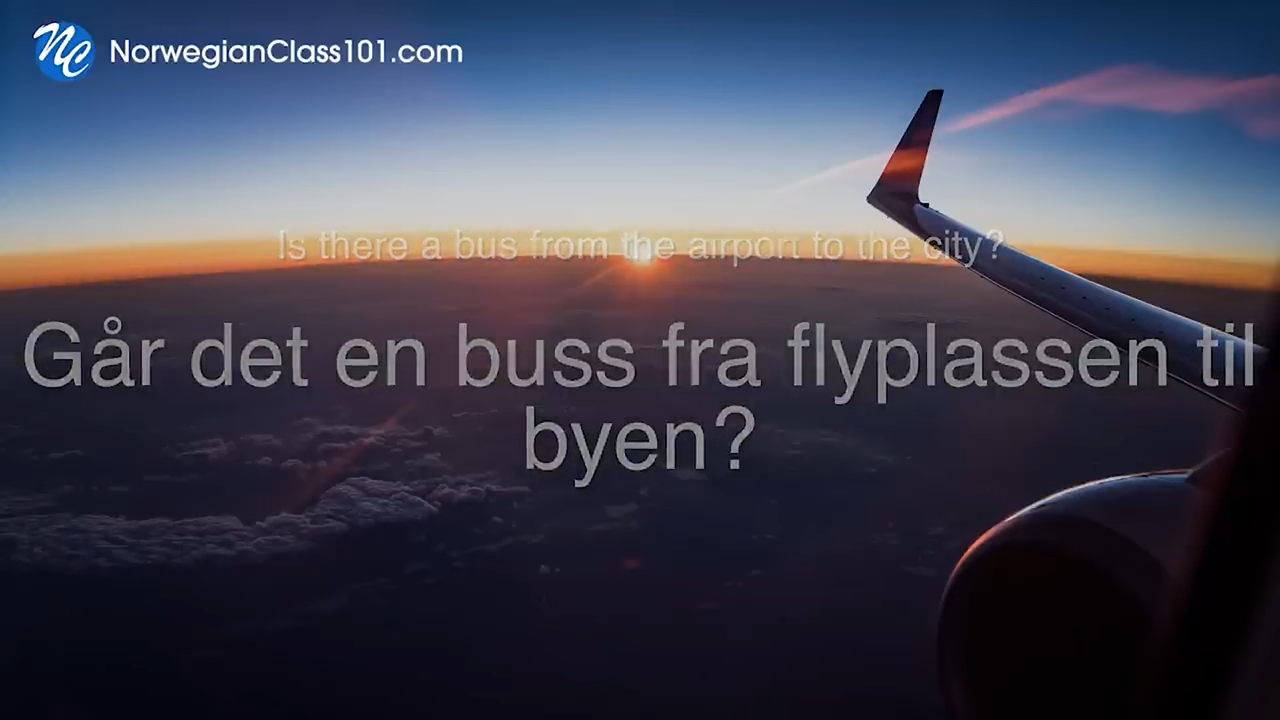 NC NorwegianClass101.com
Is there a bus from the airport to the city?
Går det en buss fra flyplassen til
byen?